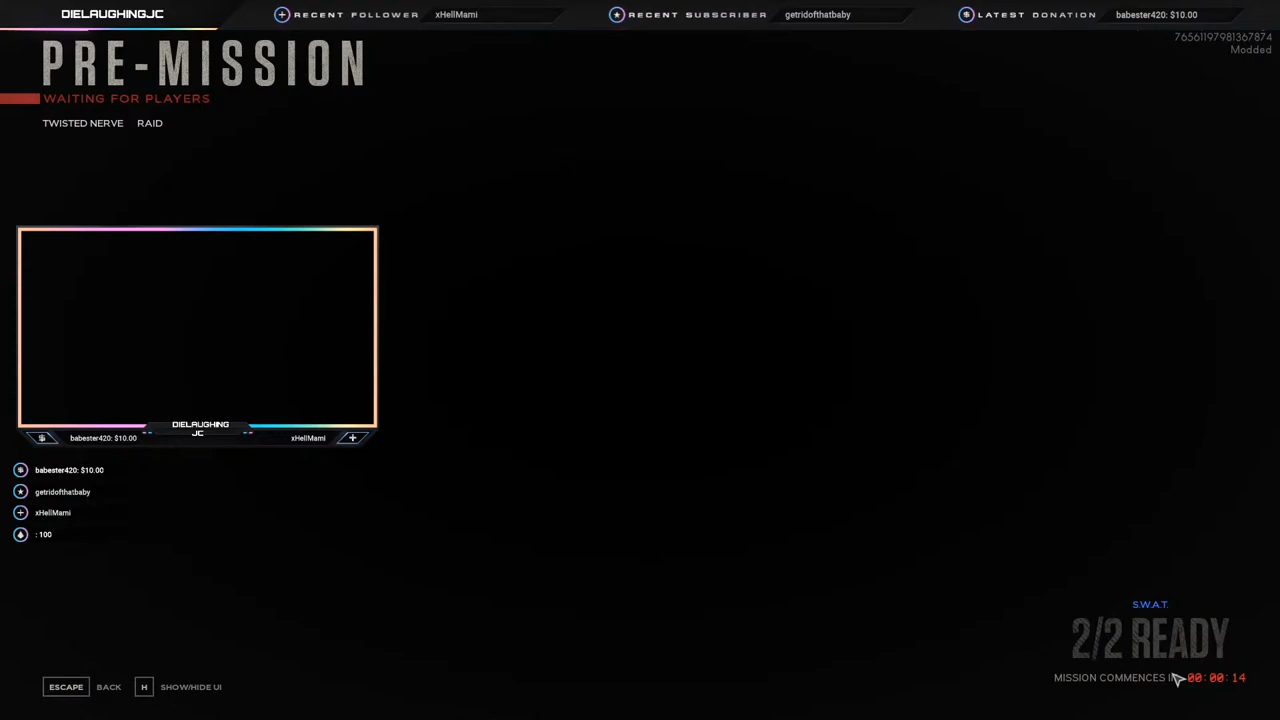 DIELAUGHINGJC
RECENT FOLLOWER xHellMami
RECENT SUBSCRIBER getridofthatbaby
LATEST DONATION babester420: $10.00
76561197981367874
Modded
PRE-MISSION
WAITING FOR PLAYERS
TWISTED NERVE RAID
DIELAUGHING
JC
babester420: $10.00 xHellMami
babester420: $10.00
getridofthatbaby
xHellMami
: 100
S.W.A.T.
2/2 READY
MISSION COMMENCES IN 00:00:14
ESCAPE BACK H SHOW/HIDE UI